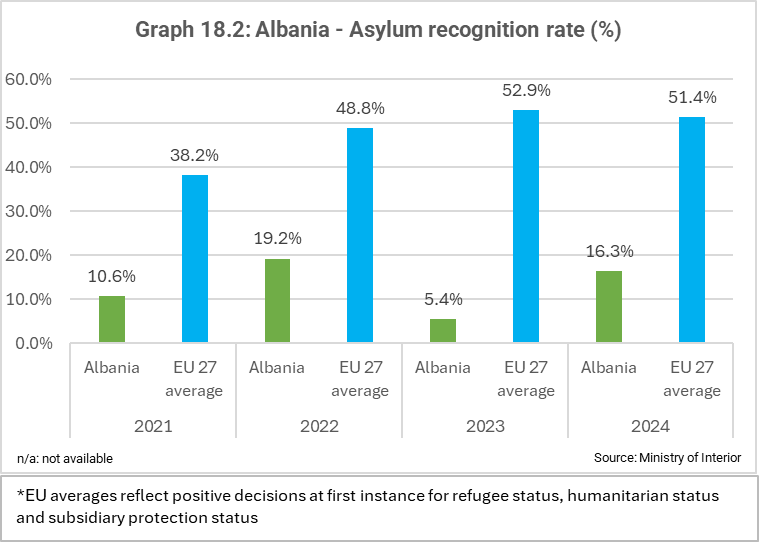 Graph 18.2: Albania - Asylum recognition rate (%)
60.0%
50.0%
40.0%
30.0%
20.0%
10.0%
0.0%
10.6%
38.2%
19.2%
48.8%
5.4%
52.9%
16.3%
51.4%
Albania
EU 27
average
Albania
EU 27
average
Albania
EU 27
average
Albania
EU 27
average
2021
2022
2023
2024
n/a: not available
Source: Ministry of Interior
*EU averages reflect positive decisions at first instance for refugee status, humanitarian status
and subsidiary protection status